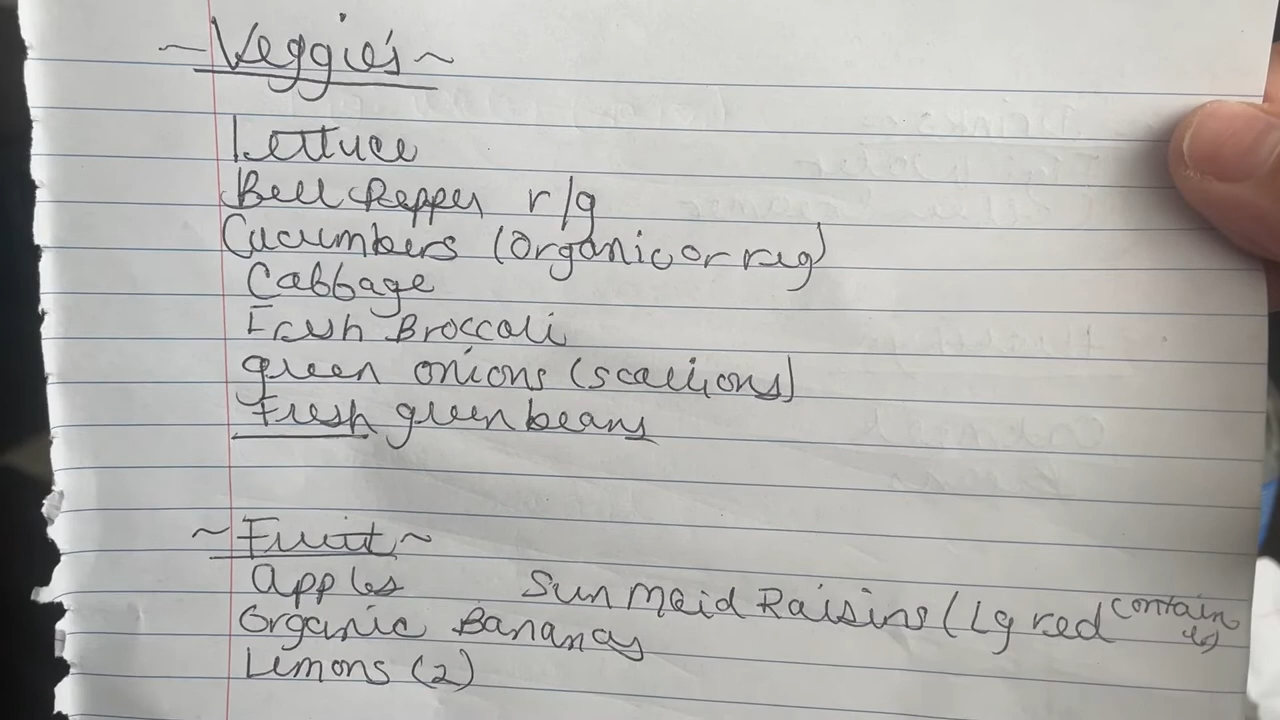 ~Veggie's~
Lettuce
Bell Pepper r/g
Cucumbers (Organic or reg)
Cabbage
Fresh Broccoli
green onions (scallions)
Fresh green beans
~Fruit~
apples Sun Maid Raisins (Lg red containers)
Organic Bananas
Lemons (2)